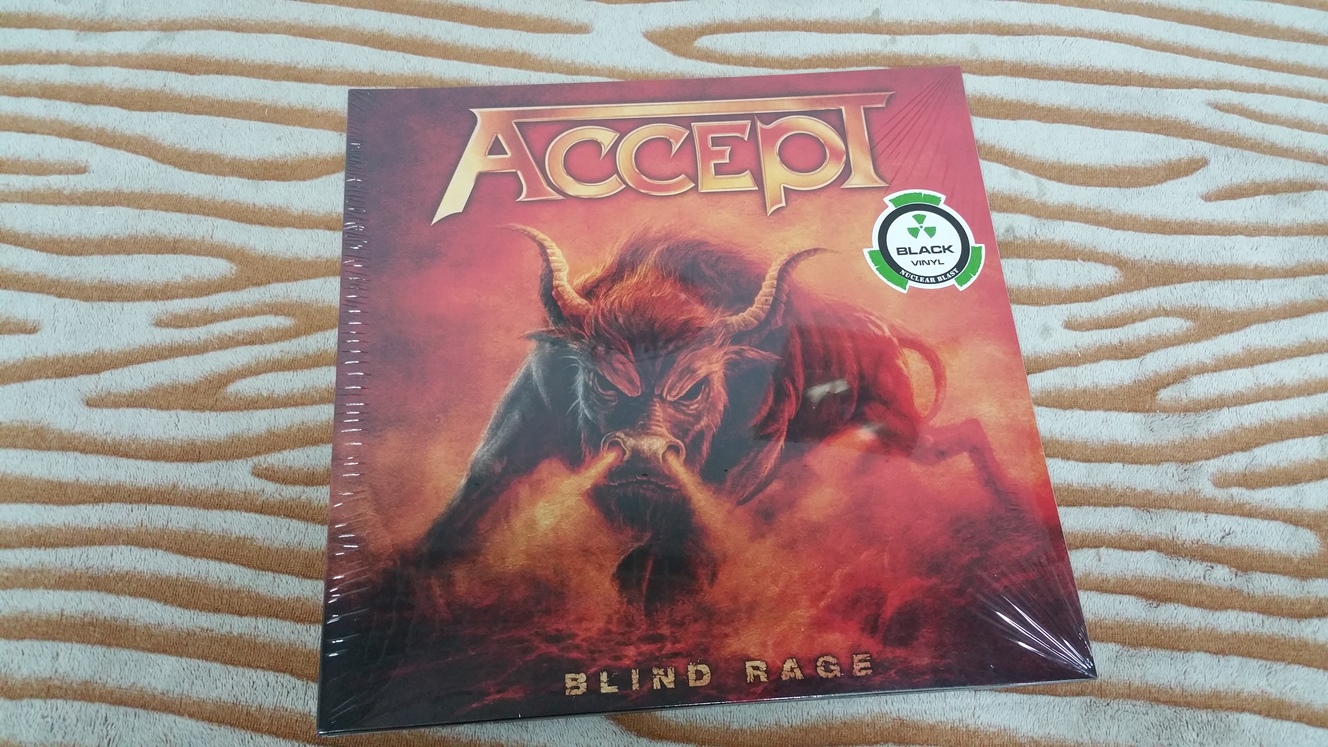 ACCEPT
BLACK
VINYL
NUCLEAR BLAST
BLIND RAGE